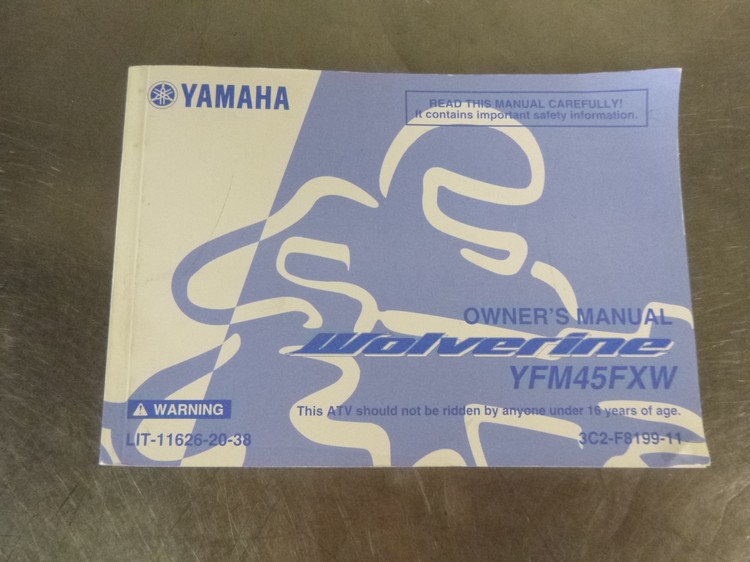 YAMAHA
READ THIS MANUAL CAREFULLY!
It contains important safety information.
OWNER'S MANUAL
Wolverine
YFM45FXW
WARNING
This ATV should not be ridden by anyone under 16 years of age.
LIT-11626-20-38
3C2-F8199-11